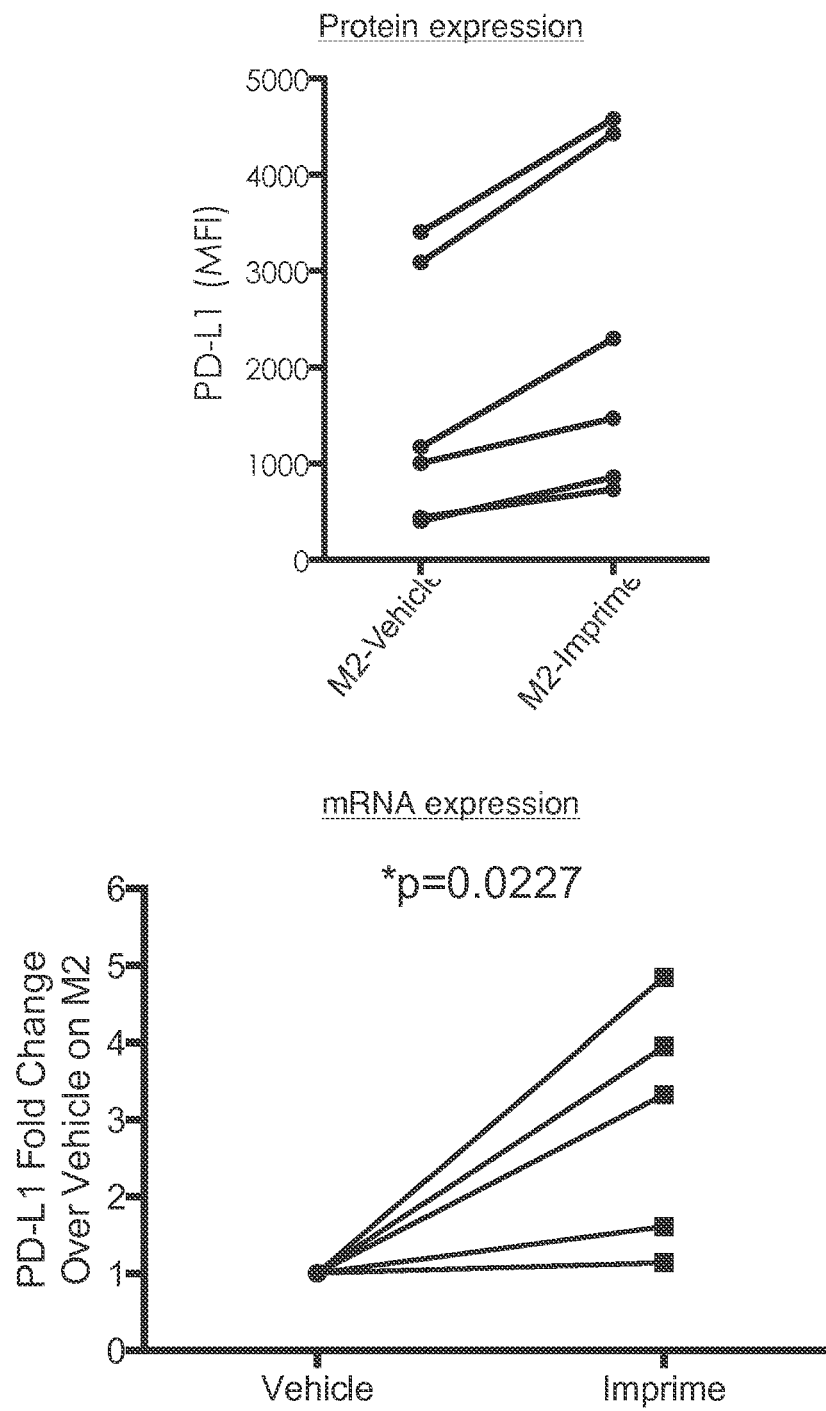 Protein expression
5000
4000
3000
2000
1000
0
PD-L1 (MFI)
M2-Vehicle
M2-Imprime
mRNA expression
*p=0.0227
6
5
4
3
2
1
0
PD-L1 Fold Change
Over Vehicle on M2
Vehicle
Imprime